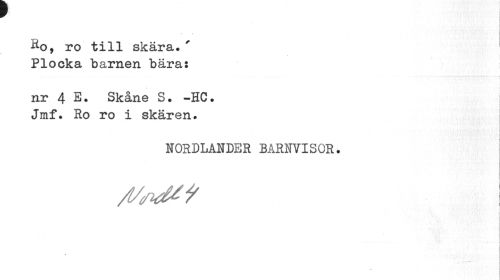 Ro, ro till skära.´
Plocka barnen bära:
nr 4 E. Skåne S. -HC.
Jmf. Ro ro i skären.
NORDLANDER BARNVISOR.
Nordl 4